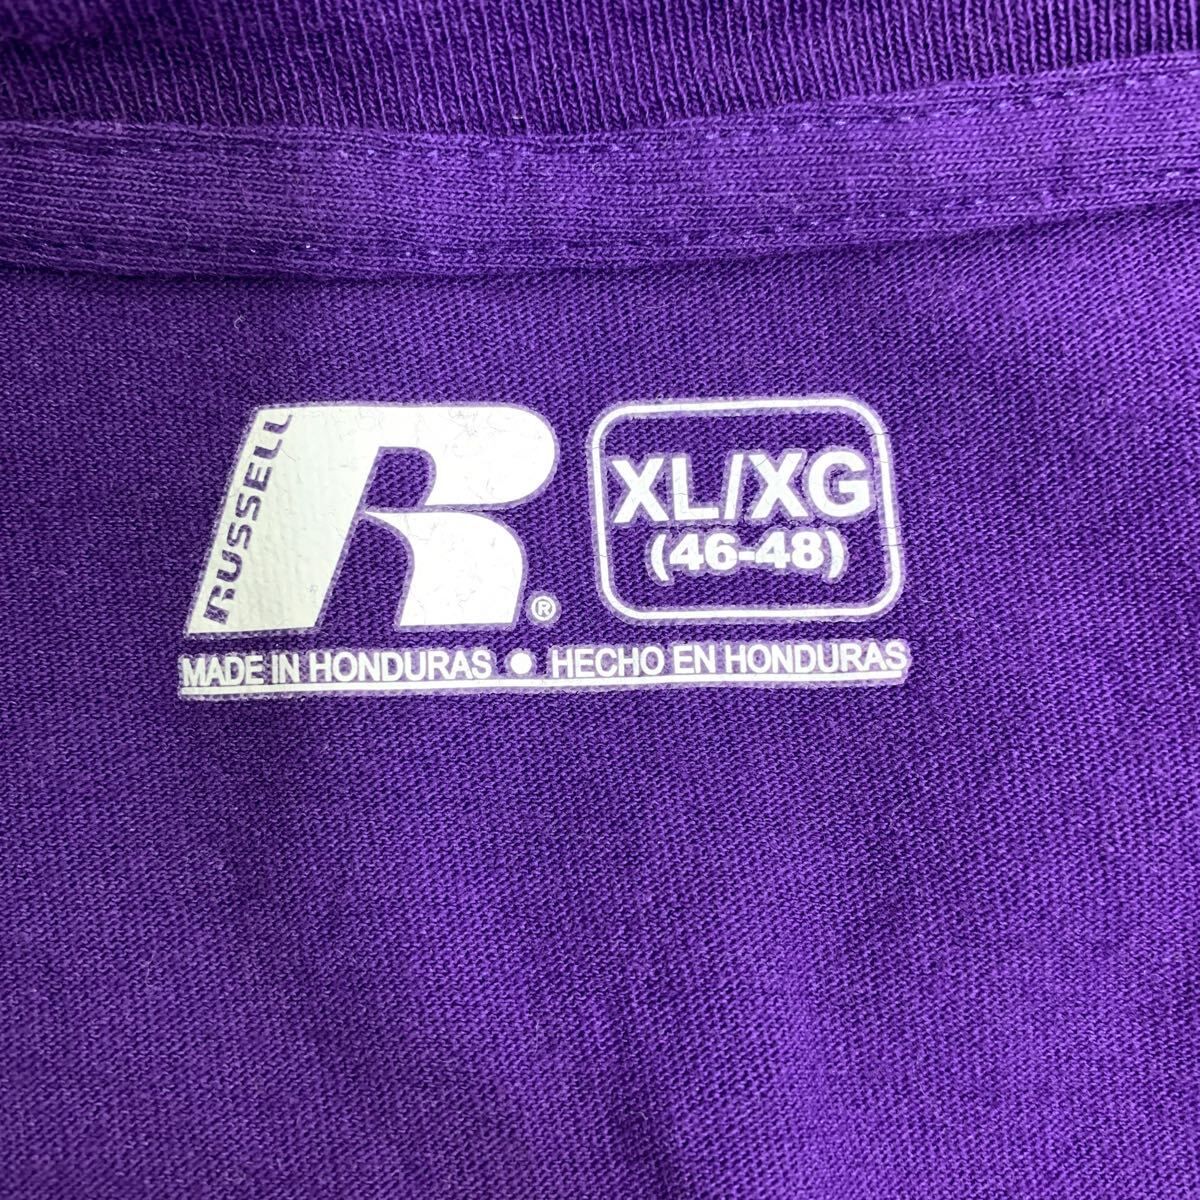 RUSSELL
R®
XL/XG
(46-48)
MADE IN HONDURAS • HECHO EN HONDURAS